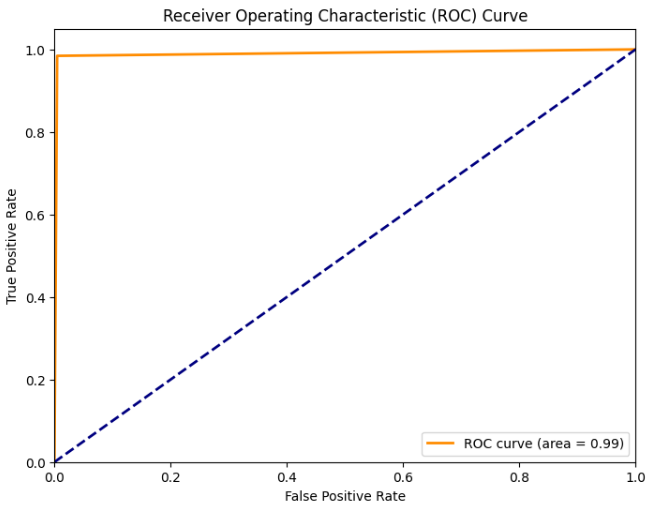 Receiver Operating Characteristic (ROC) Curve
True Positive Rate
1.0
0.8
0.6
0.4
0.2
0.0
ROC curve (area = 0.99)
0.0 0.2 0.4 0.6 0.8 1.0
False Positive Rate